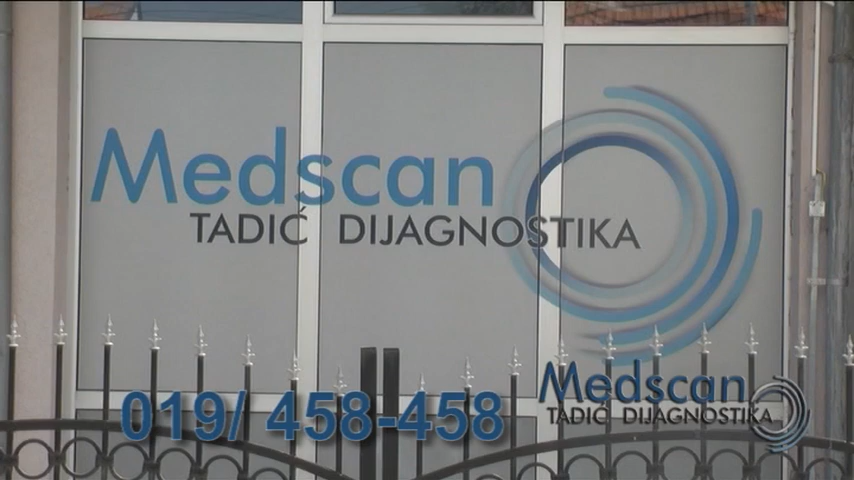 Medscan
TADIĆ DIJAGNOSTIKA
019/ 458-458
Medscan
TADIĆ DIJAGNOSTIKA